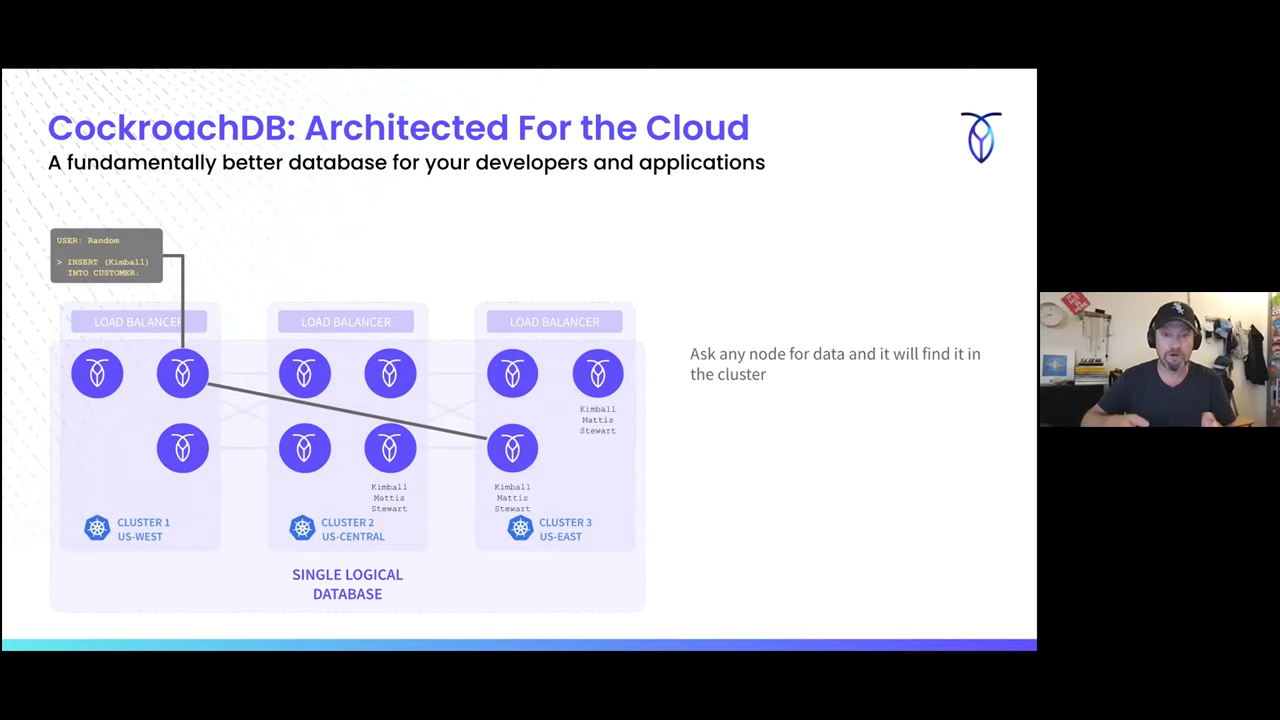 CockroachDB: Architected For the Cloud
A fundamentally better database for your developers and applications
USER: Random
> INSERT (Kimball)
INTO CUSTOMER;
LOAD BALANCER
LOAD BALANCER
LOAD BALANCER
Ask any node for data and it will find it in
the cluster
Kimball
Mattis
Stewart
Kimball
Mattis
Stewart
Kimball
Mattis
Stewart
CLUSTER 1
US-WEST
CLUSTER 2
US-CENTRAL
CLUSTER 3
US-EAST
SINGLE LOGICAL
DATABASE